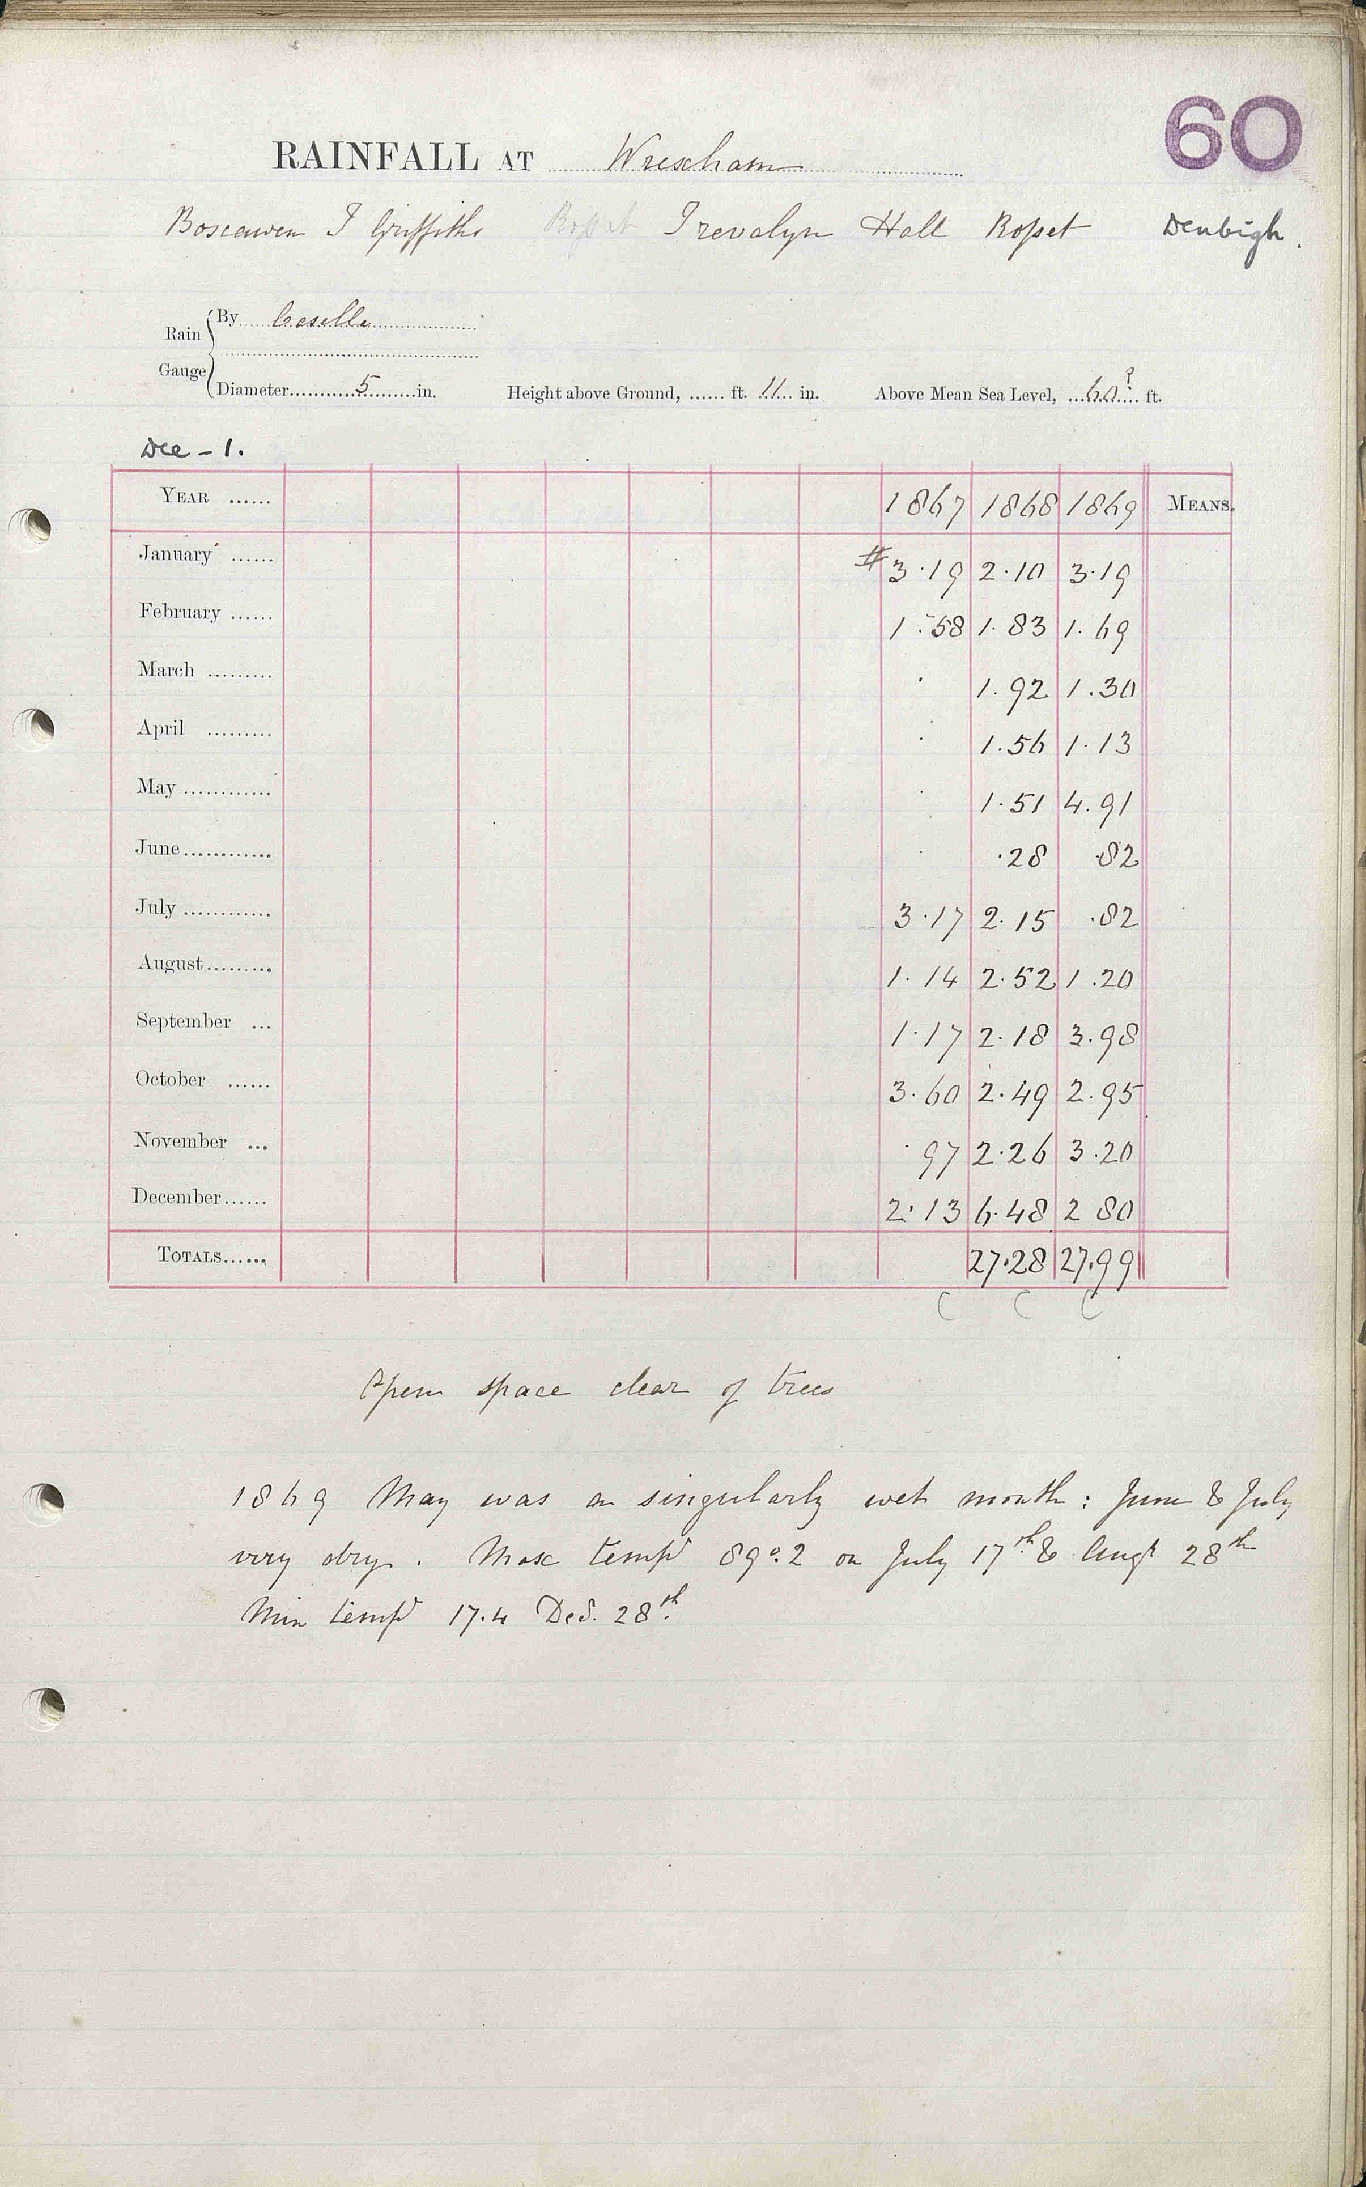 60
RAINFALL AT Wrexham
Boscawen T Griffiths Rosset Trevalyn Hall Rosset Denbigh.
Rain Gauge
By Casella
Diameter 5 in. Height above Ground, ...... ft. 11 in. Above Mean Sea Level, 60? ft.
Dee - 1.
YEAR ...... 1867 1868 1869 MEANS.
January ...... # 3.19 2.10 3.19
February ...... 1.58 1.83 1.69
March ......... . 1.92 1.30
April ......... . 1.56 1.13
May ............ . 1.51 4.91
June ............ . .28 .82
July ............ 3.17 2.15 .82
August ......... 1.14 2.52 1.20
September ... 1.17 2.18 3.98
October ...... 3.60 2.49 2.95
November ... .97 2.26 3.20
December ...... 2.13 6.48 2 80
TOTALS ...... 27.28 27.99
C C C
Open space clear of trees
1869 May was a singularly wet month: June & July
very dry. Max tempr 89°.2 on July 17th & Augt 28th
Min tempr 17.4 Decr. 28th.